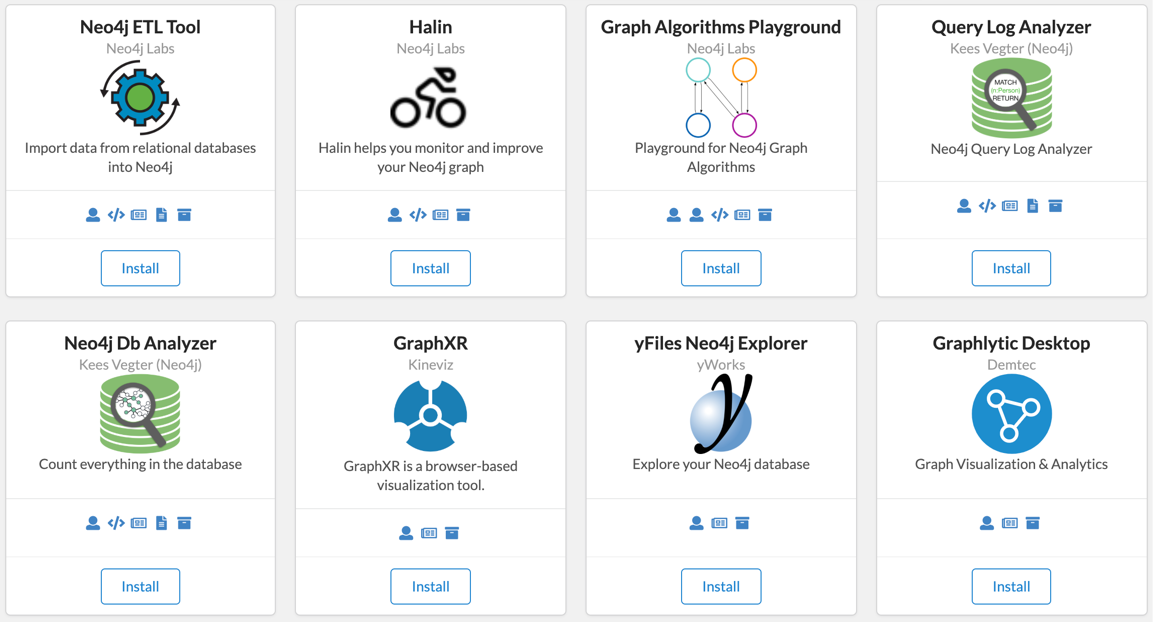 Neo4j ETL Tool
Neo4j Labs
Import data from relational databases
into Neo4j
Install
Halin
Neo4j Labs
Halin helps you monitor and improve
your Neo4j graph
Install
Graph Algorithms Playground
Neo4j Labs
Playground for Neo4j Graph
Algorithms
Install
Query Log Analyzer
Kees Vegter (Neo4j)
MATCH
(n:Person)
RETURN
Neo4j Query Log Analyzer
Install
Neo4j Db Analyzer
Kees Vegter (Neo4j)
Count everything in the database
Install
GraphXR
Kineviz
GraphXR is a browser-based
visualization tool.
Install
yFiles Neo4j Explorer
yWorks
y
Explore your Neo4j database
Install
Graphlytic Desktop
Demtec
Graph Visualization & Analytics
Install